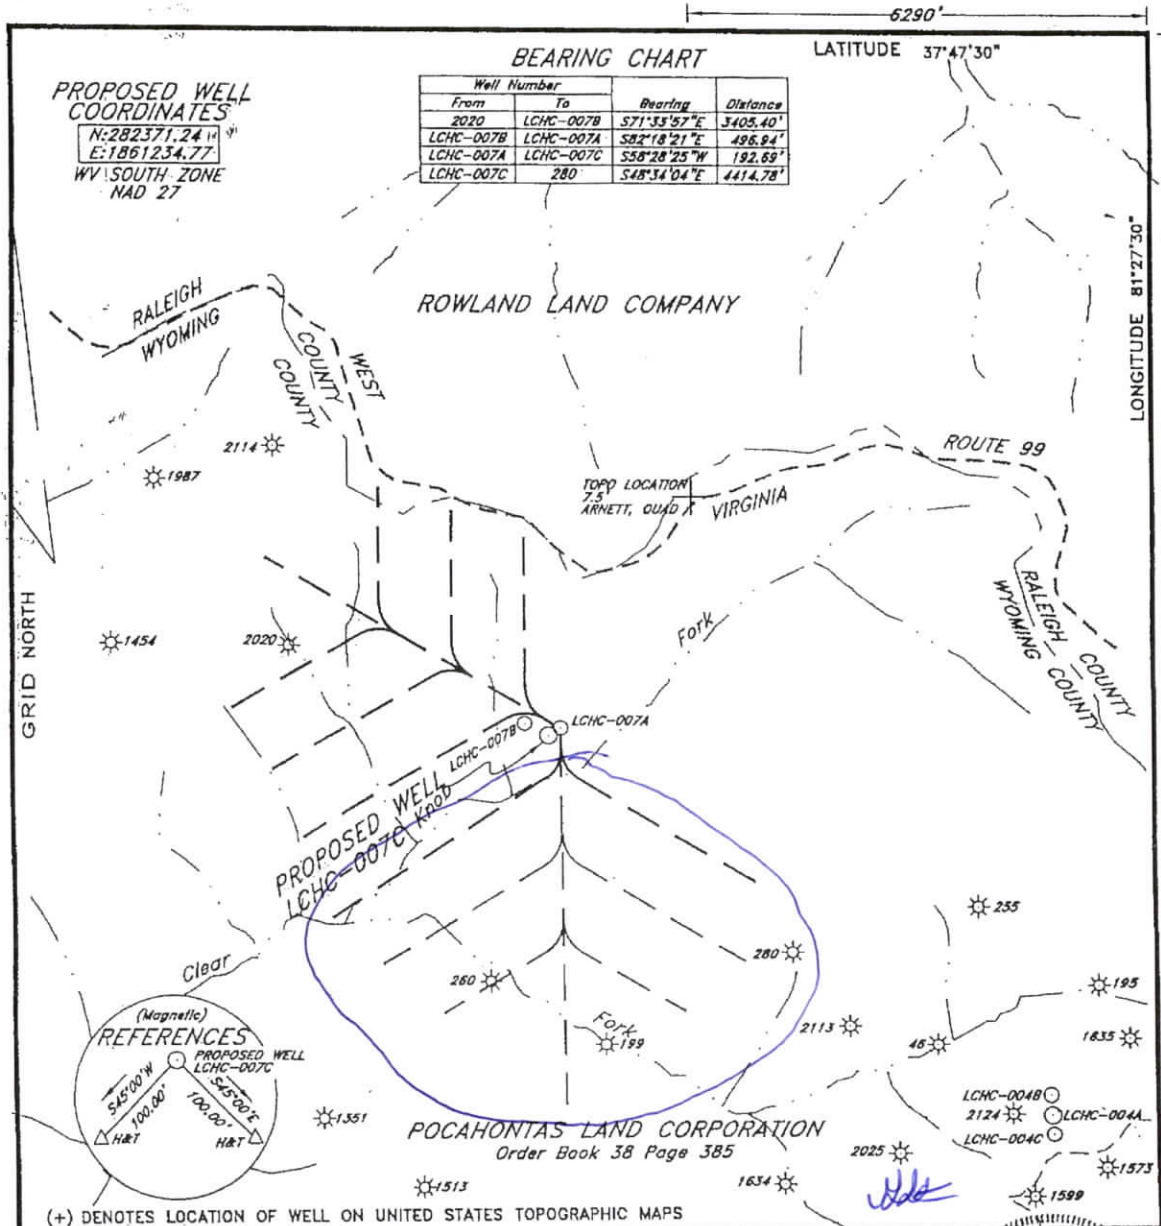 6290'
LATITUDE 37°47'30"
BEARING CHART
PROPOSED WELL
COORDINATES
N:282371.24
E:1861234.77
WV SOUTH ZONE
NAD 27
Well Number
From To Bearing Distance
2020 LCHC-007B S71°33'57"E 3405.40'
LCHC-007B LCHC-007A S82°18'21"E 496.94'
LCHC-007A LCHC-007C S58°28'25"W 192.69'
LCHC-007C 280 S48°34'04"E 4414.78'
LONGITUDE 81°27'30"
ROWLAND LAND COMPANY
RALEIGH
WYOMING
COUNTY
COUNTY
WEST
2114
1987
ROUTE 99
TOPO LOCATION
7.5
ARNETT, QUAD
VIRGINIA
GRID NORTH
1454
2020
Fork
RALEIGH COUNTY
WYOMING COUNTY
LCHC-007A
LCHC-007B
PROPOSED WELL
LCHC-007C
Knob
255
Clear
260
280
195
(Magnetic)
REFERENCES
PROPOSED WELL
LCHC-007C
S45°00'W
100.00'
S45°00'E
100.00'
H&T
H&T
Fork
199
2113
46
1635
LCHC-004B
2124
LCHC-004A
LCHC-004C
1351
POCAHONTAS LAND CORPORATION
Order Book 38 Page 385
2025
1573
1513
1634
1599
(+) DENOTES LOCATION OF WELL ON UNITED STATES TOPOGRAPHIC MAPS